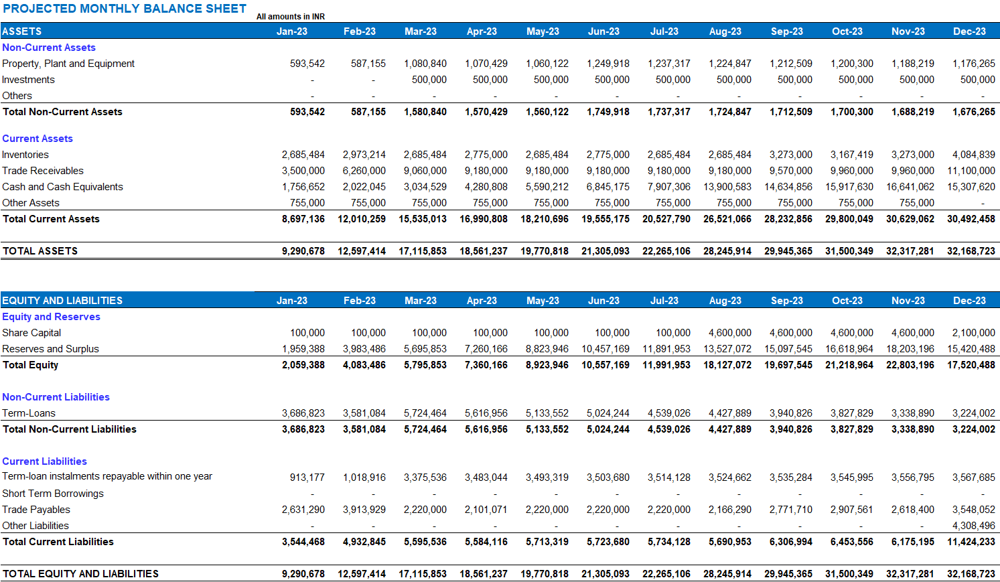 PROJECTED MONTHLY BALANCE SHEET
All amounts in INR
ASSETS Jan-23 Feb-23 Mar-23 Apr-23 May-23 Jun-23 Jul-23 Aug-23 Sep-23 Oct-23 Nov-23 Dec-23
Non-Current Assets
Property, Plant and Equipment 593,542 587,155 1,080,840 1,070,429 1,060,122 1,249,918 1,237,317 1,224,847 1,212,509 1,200,300 1,188,219 1,176,265
Investments - - 500,000 500,000 500,000 500,000 500,000 500,000 500,000 500,000 500,000 500,000
Others - - - - - - - - - - - -
Total Non-Current Assets 593,542 587,155 1,580,840 1,570,429 1,560,122 1,749,918 1,737,317 1,724,847 1,712,509 1,700,300 1,688,219 1,676,265
Current Assets
Inventories 2,685,484 2,973,214 2,685,484 2,775,000 2,685,484 2,775,000 2,685,484 2,685,484 3,273,000 3,167,419 3,273,000 4,084,839
Trade Receivables 3,500,000 6,260,000 9,060,000 9,180,000 9,180,000 9,180,000 9,180,000 9,180,000 9,570,000 9,960,000 9,960,000 11,100,000
Cash and Cash Equivalents 1,756,652 2,022,045 3,034,529 4,280,808 5,590,212 6,845,175 7,907,306 13,900,583 14,634,856 15,917,630 16,641,062 15,307,620
Other Assets 755,000 755,000 755,000 755,000 755,000 755,000 755,000 755,000 755,000 755,000 755,000 -
Total Current Assets 8,697,136 12,010,259 15,535,013 16,990,808 18,210,696 19,555,175 20,527,790 26,521,066 28,232,856 29,800,049 30,629,062 30,492,458
TOTAL ASSETS 9,290,678 12,597,414 17,115,853 18,561,237 19,770,818 21,305,093 22,265,106 28,245,914 29,945,365 31,500,349 32,317,281 32,168,723
EQUITY AND LIABILITIES Jan-23 Feb-23 Mar-23 Apr-23 May-23 Jun-23 Jul-23 Aug-23 Sep-23 Oct-23 Nov-23 Dec-23
Equity and Reserves
Share Capital 100,000 100,000 100,000 100,000 100,000 100,000 100,000 4,600,000 4,600,000 4,600,000 4,600,000 2,100,000
Reserves and Surplus 1,959,388 3,983,486 5,695,853 7,260,166 8,823,946 10,457,169 11,891,953 13,527,072 15,097,545 16,618,964 18,203,196 15,420,488
Total Equity 2,059,388 4,083,486 5,795,853 7,360,166 8,923,946 10,557,169 11,991,953 18,127,072 19,697,545 21,218,964 22,803,196 17,520,488
Non-Current Liabilities
Term-Loans 3,686,823 3,581,084 5,724,464 5,616,956 5,133,552 5,024,244 4,539,026 4,427,889 3,940,826 3,827,829 3,338,890 3,224,002
Total Non-Current Liabilities 3,686,823 3,581,084 5,724,464 5,616,956 5,133,552 5,024,244 4,539,026 4,427,889 3,940,826 3,827,829 3,338,890 3,224,002
Current Liabilities
Term-loan instalments repayable within one year 913,177 1,018,916 3,375,536 3,483,044 3,493,319 3,503,680 3,514,128 3,524,662 3,535,284 3,545,995 3,556,795 3,567,685
Short Term Borrowings - - - - - - - - - - - -
Trade Payables 2,631,290 3,913,929 2,220,000 2,101,071 2,220,000 2,220,000 2,220,000 2,166,290 2,771,710 2,907,561 2,618,400 3,548,052
Other Liabilities - - - - - - - - - - - 4,308,496
Total Current Liabilities 3,544,468 4,932,845 5,595,536 5,584,116 5,713,319 5,723,680 5,734,128 5,690,953 6,306,994 6,453,556 6,175,195 11,424,233
TOTAL EQUITY AND LIABILITIES 9,290,678 12,597,414 17,115,853 18,561,237 19,770,818 21,305,093 22,265,106 28,245,914 29,945,365 31,500,349 32,317,281 32,168,723